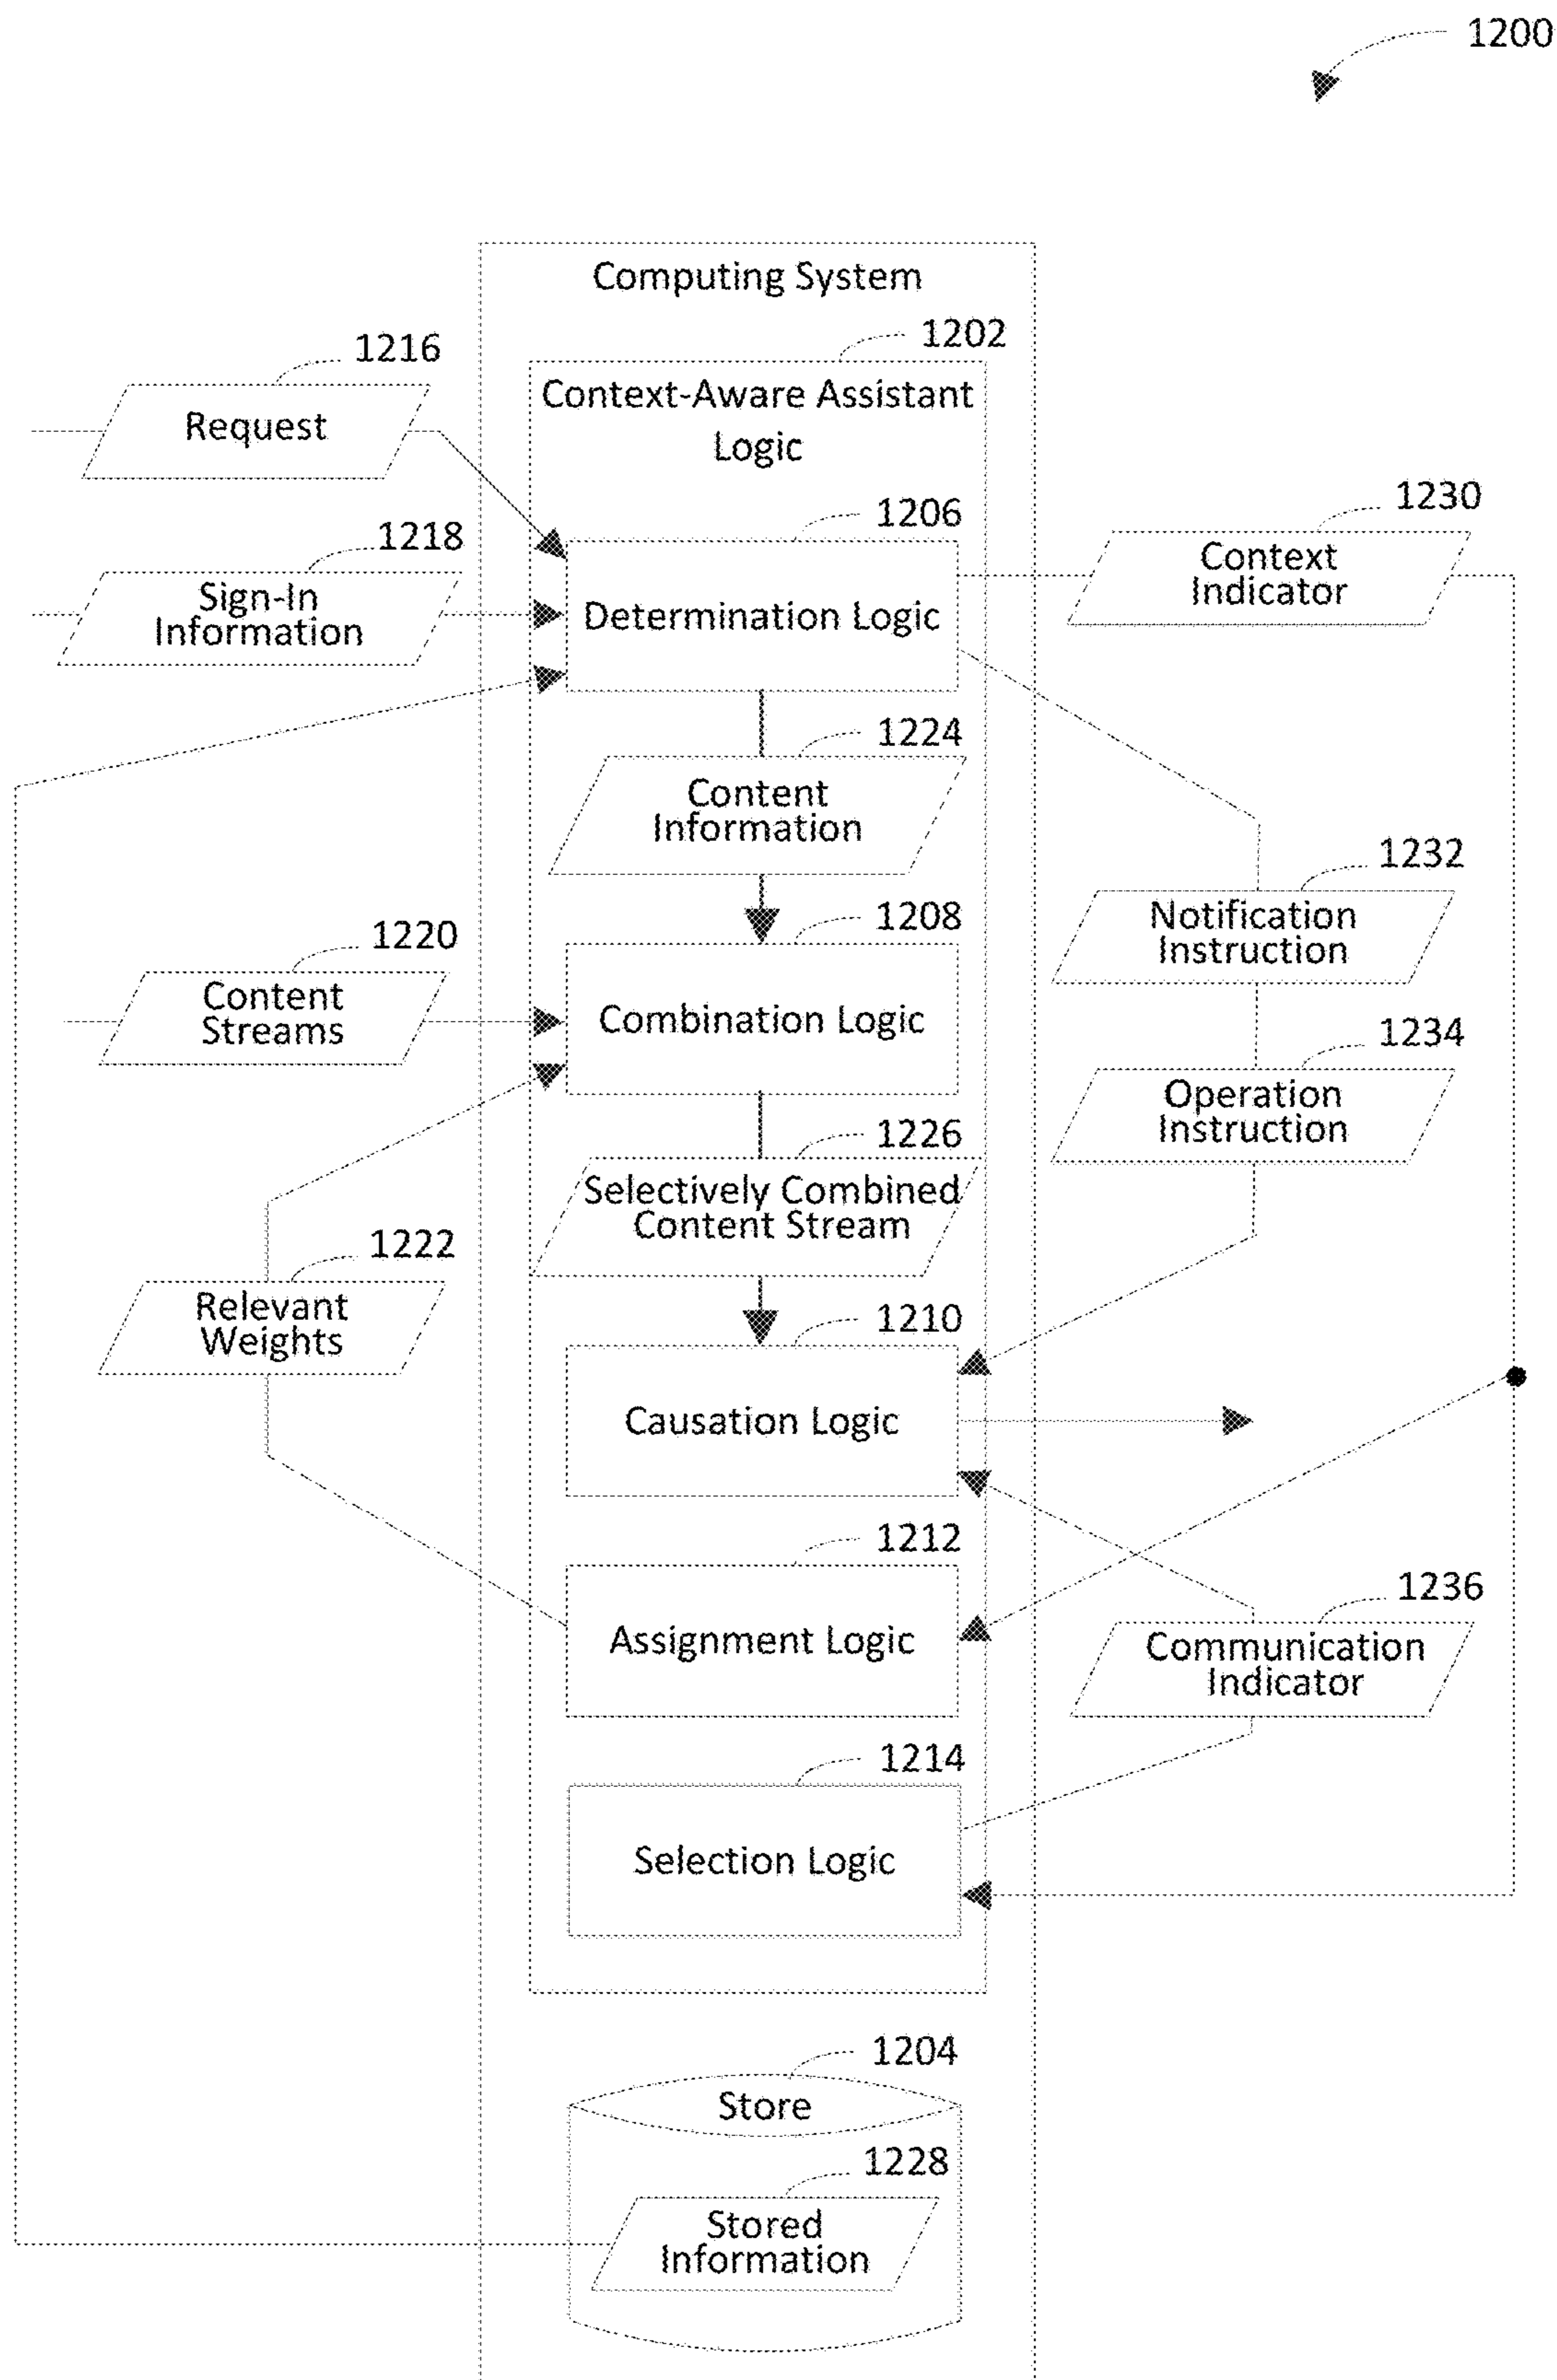 1200
Computing System
1202
Context-Aware Assistant
Logic
1216
Request
1206
Determination Logic
1218
Sign-In
Information
1230
Context
Indicator
1224
Content
Information
1232
Notification
Instruction
1208
Combination Logic
1220
Content
Streams
1234
Operation
Instruction
1226
Selectively Combined
Content Stream
1222
Relevant
Weights
1210
Causation Logic
1212
Assignment Logic
1236
Communication
Indicator
1214
Selection Logic
1204
Store
1228
Stored
Information